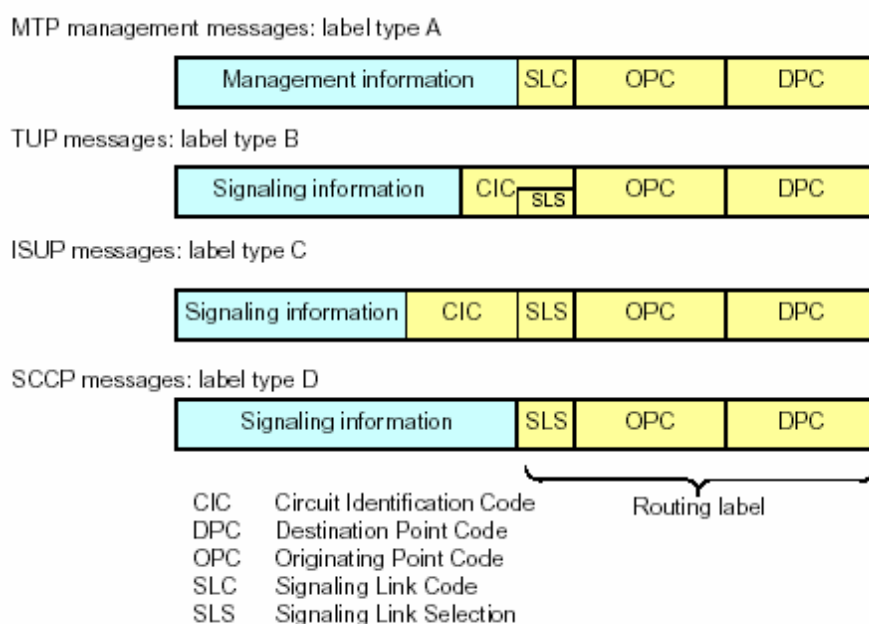 MTP management messages: label type A
Management information SLC OPC DPC
TUP messages: label type B
Signaling information CIC SLS OPC DPC
ISUP messages: label type C
Signaling information CIC SLS OPC DPC
SCCP messages: label type D
Signaling information SLS OPC DPC
Routing label
CIC Circuit Identification Code
DPC Destination Point Code
OPC Originating Point Code
SLC Signaling Link Code
SLS Signaling Link Selection